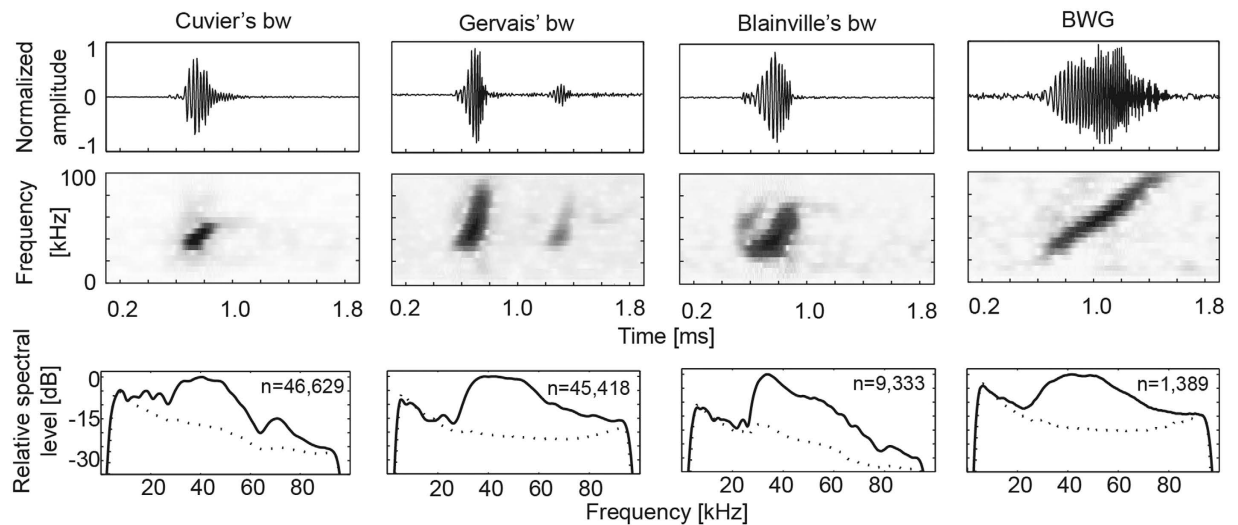 Cuvier's bw Gervais' bw Blainville's bw BWG
Normalized amplitude
1
0
-1
Frequency [kHz]
100
0
0.2 1.0 1.8 0.2 1.0 1.8 0.2 1.0 1.8 0.2 1.0 1.8
Time [ms]
Relative spectral level [dB]
0
-15
-30
n=46,629 n=45,418 n=9,333 n=1,389
20 40 60 80 20 40 60 80 20 40 60 80 20 40 60 80
Frequency [kHz]